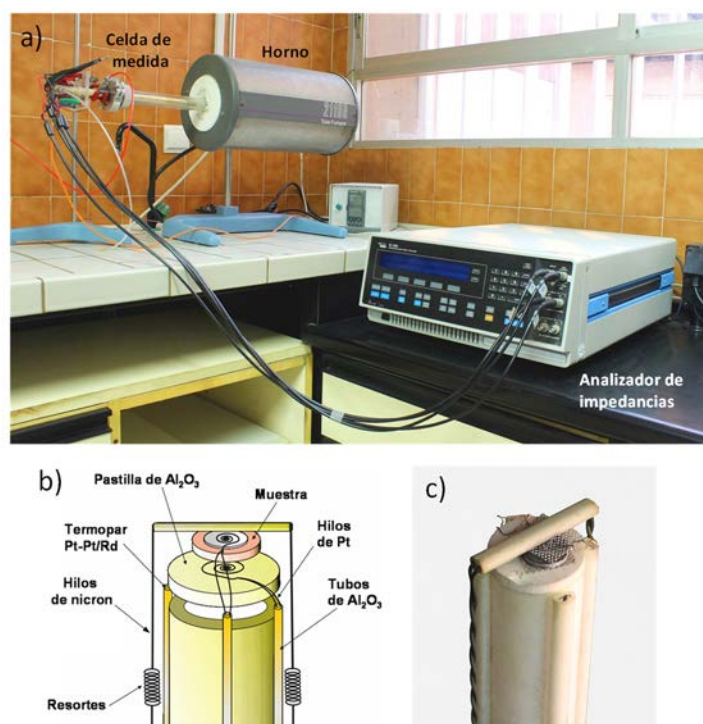 a)
Celda de
medida
Horno
Analizador de
impedancias
b)
Pastilla de Al₂O₃
Muestra
Termopar
Pt-Pt/Rd
Hilos
de Pt
Hilos
de nicron
Tubos
de Al₂O₃
Resortes
c)